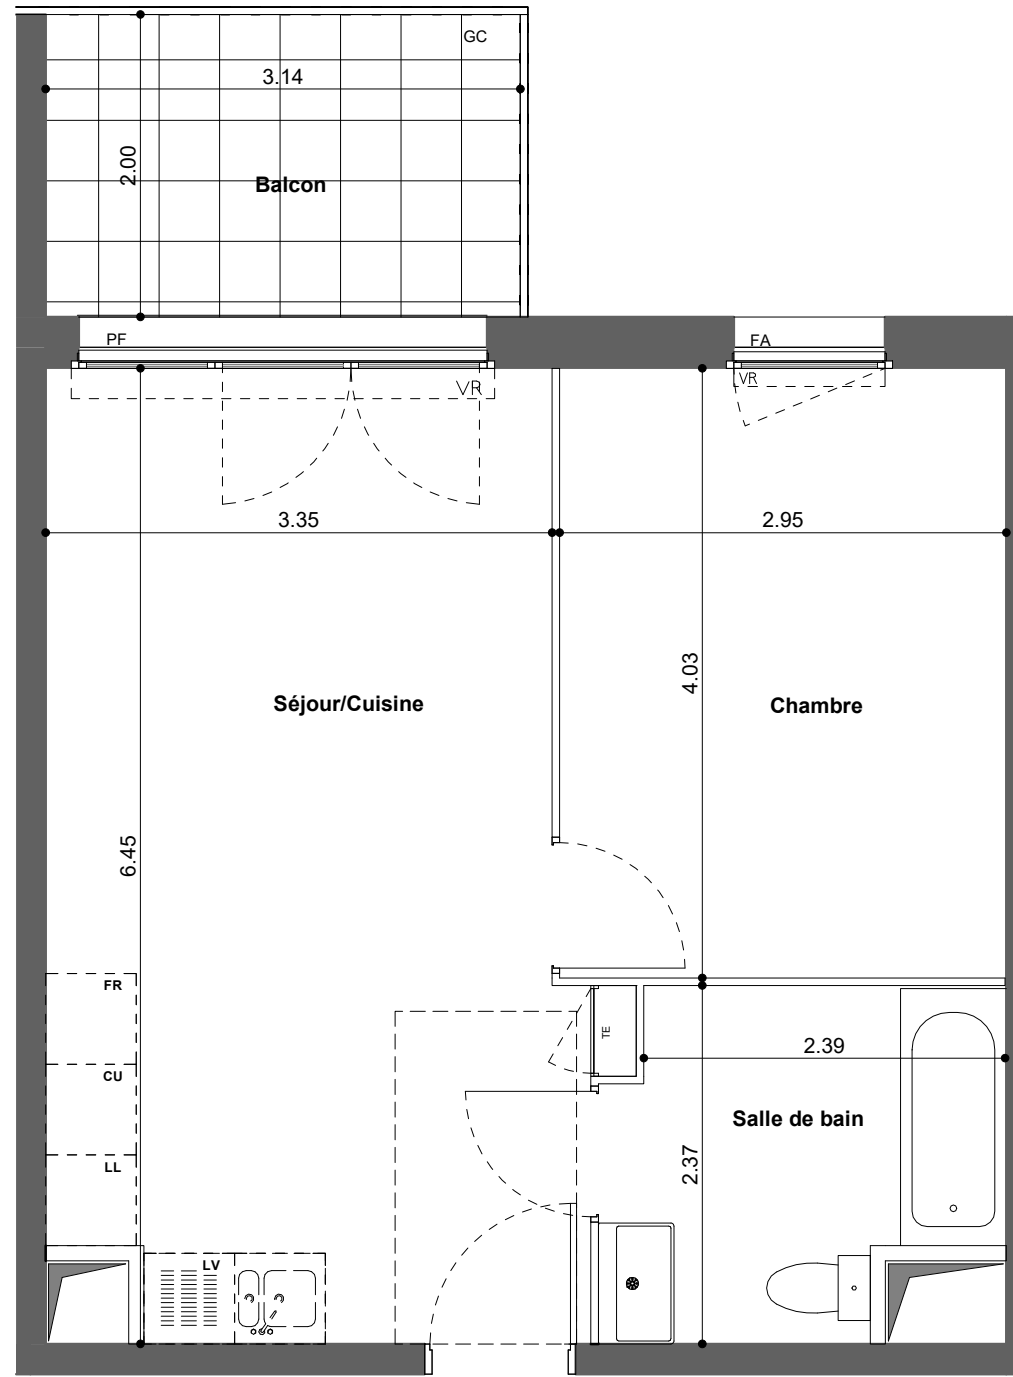 GC
3.14
2.00
Balcon
PF
FA
VR
VR
3.35
2.95
4.03
Séjour/Cuisine
Chambre
6.45
FR
TE
CU
2.39
Salle de bain
LL
2.37
LV